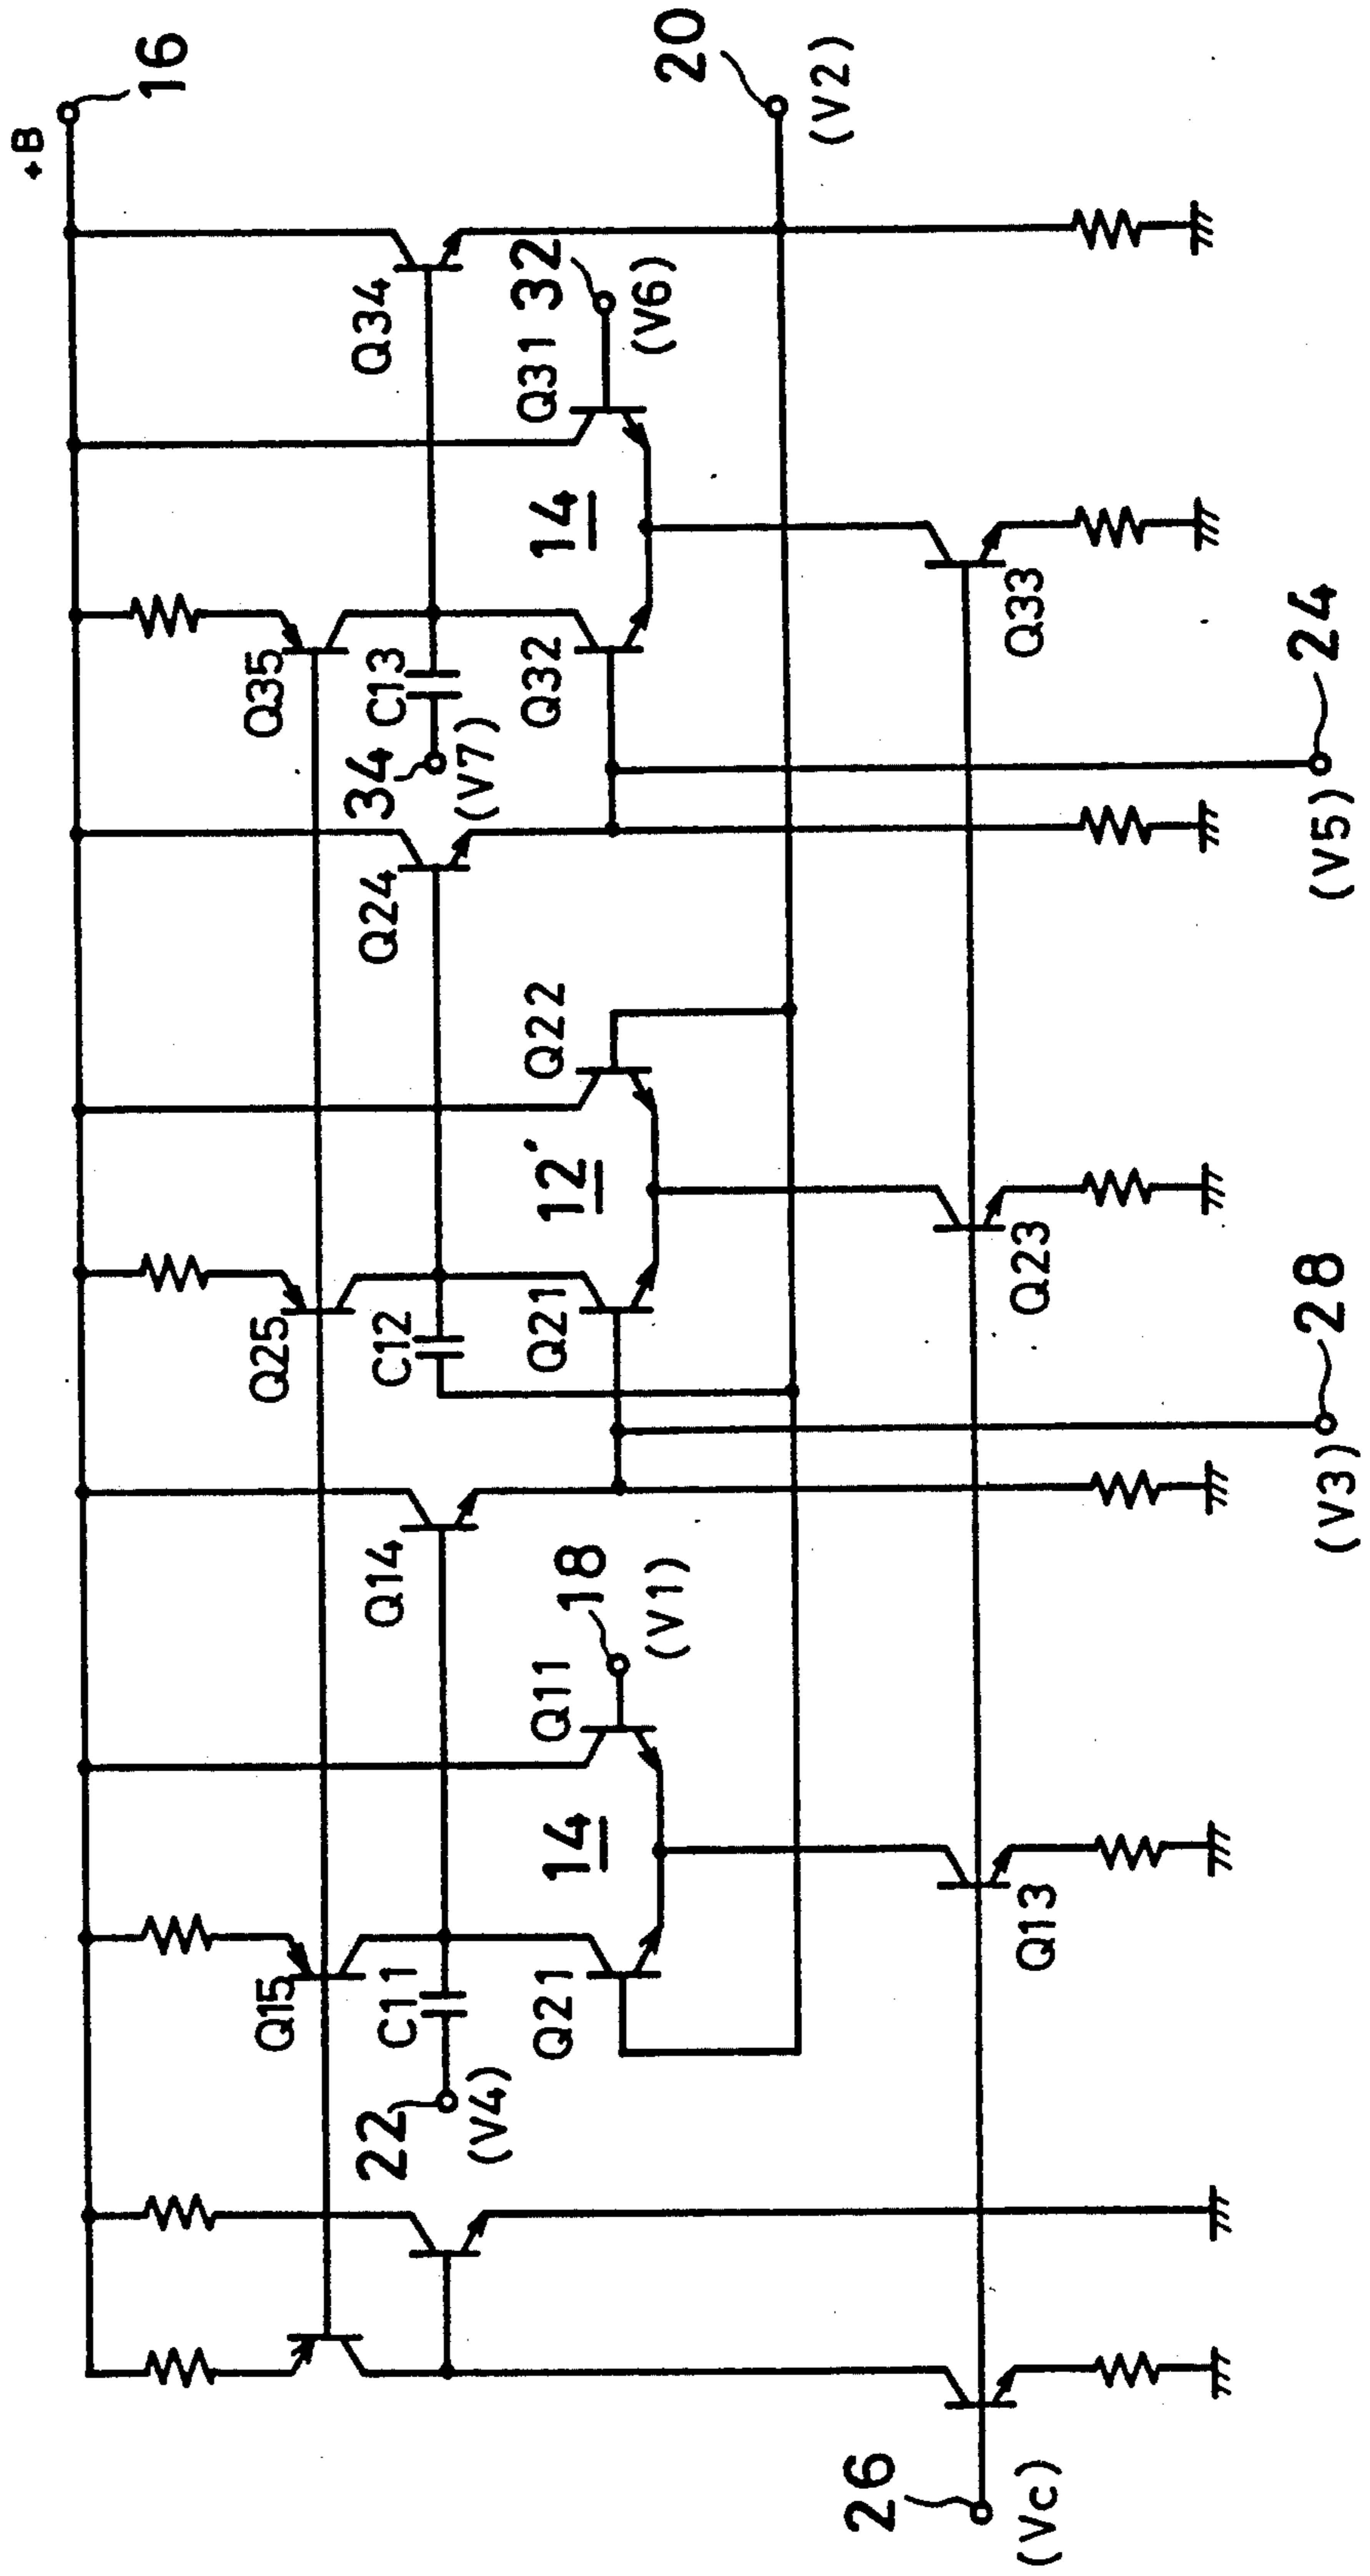 +B
16
Q34
20
(V2)
Q31
32
(V6)
Q35
C13
34
(V7)
Q32
14
Q33
24
(V5)
Q24
Q22
12'
Q25
C12
Q21
Q23
28
(V3)
Q14
18
(V1)
Q11
14
Q15
C11
22
(V4)
Q21
Q13
26
(Vc)